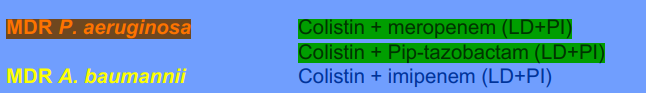 MDR P. aeruginosa Colistin + meropenem (LD+PI)
Colistin + Pip-tazobactam (LD+PI)
MDR A. baumannii Colistin + imipenem (LD+PI)